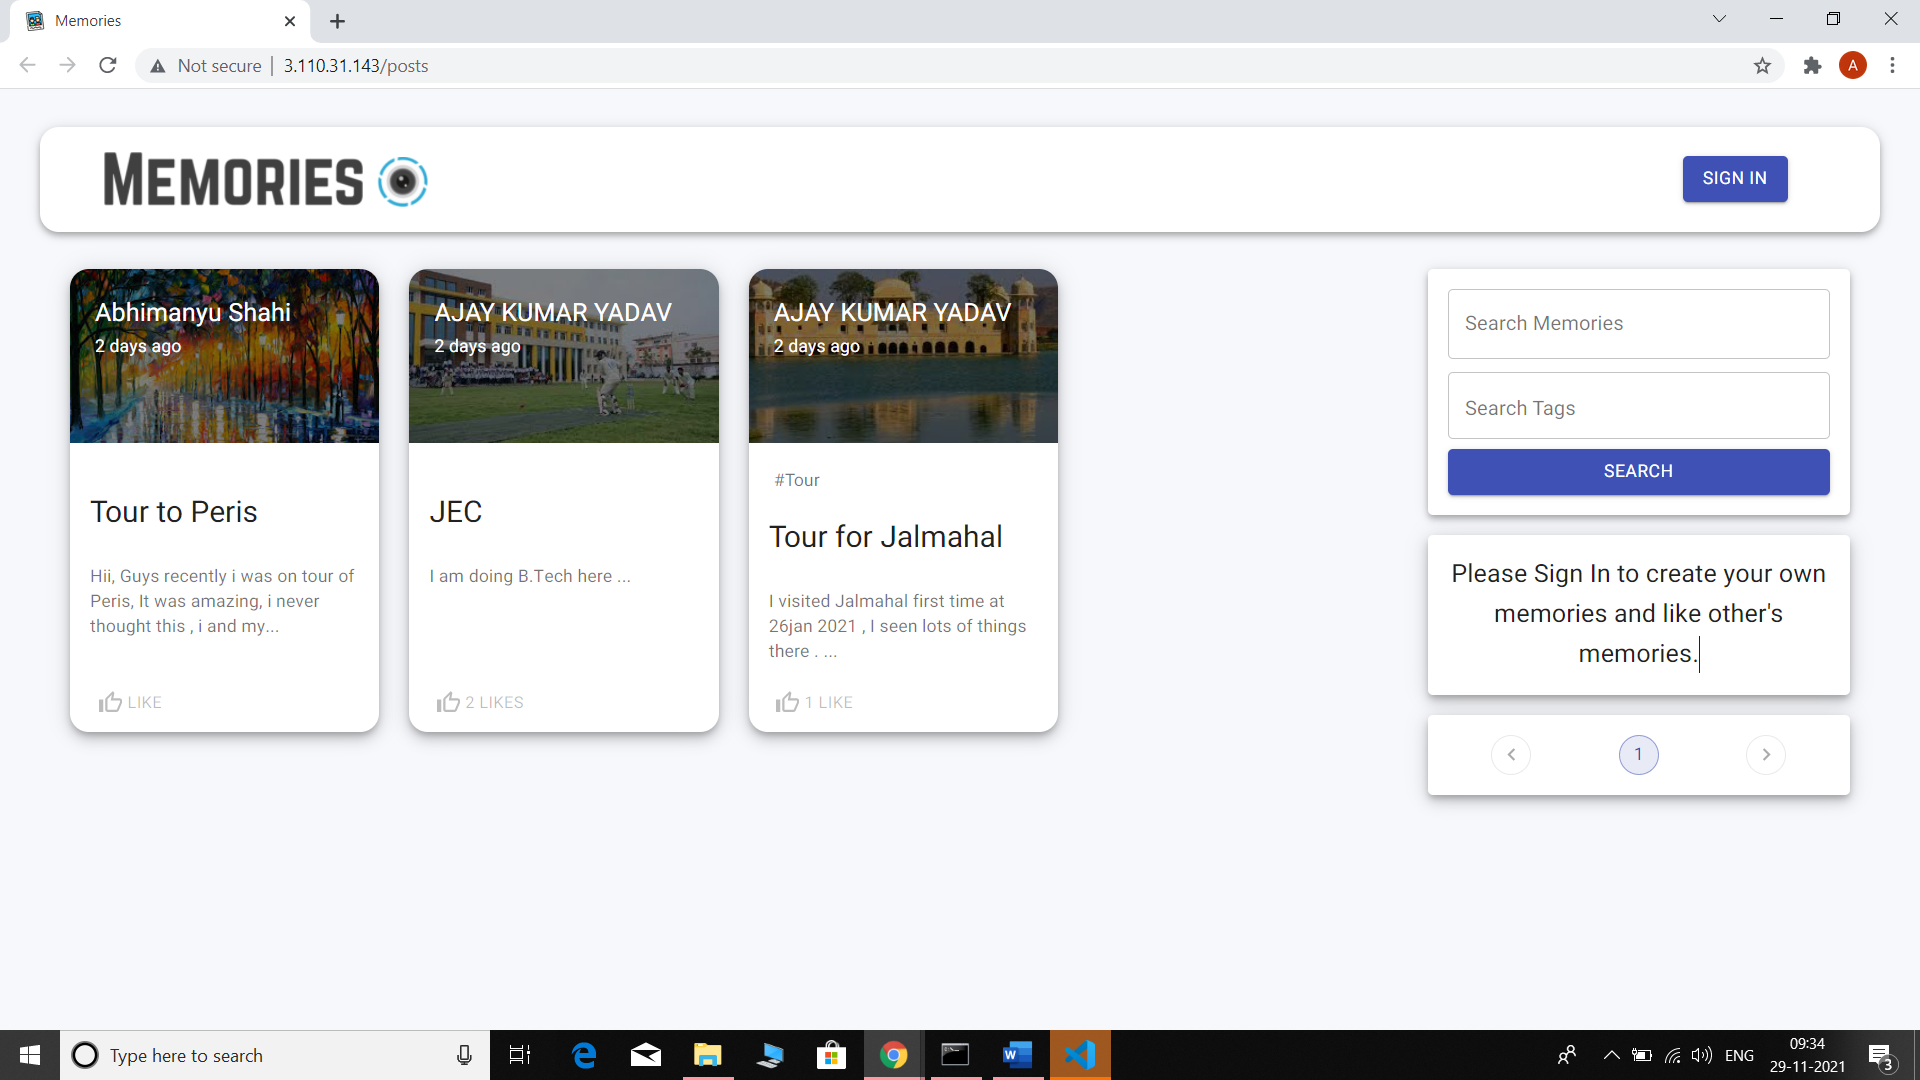 Memories
Not secure | 3.110.31.143/posts
A
MEMORIES
SIGN IN
Abhimanyu Shahi
2 days ago
Tour to Peris
Hii, Guys recently i was on tour of
Peris, It was amazing, i never
thought this , i and my...
LIKE
AJAY KUMAR YADAV
2 days ago
JEC
I am doing B.Tech here ...
2 LIKES
AJAY KUMAR YADAV
2 days ago
#Tour
Tour for Jalmahal
I visited Jalmahal first time at
26jan 2021 , I seen lots of things
there . ...
1 LIKE
Search Memories
Search Tags
SEARCH
Please Sign In to create your own
memories and like other's
memories.
1
Type here to search
ENG
09:34
29-11-2021
3